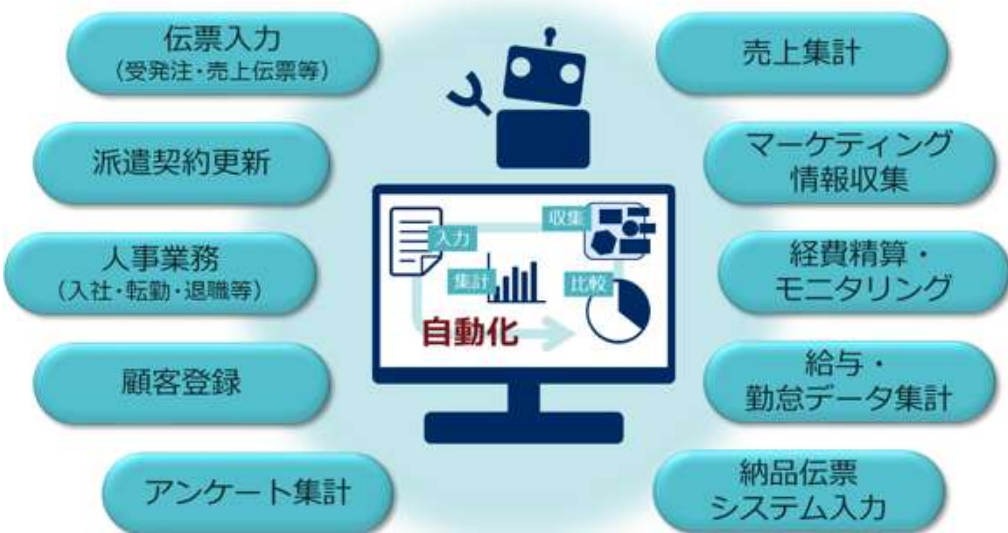 伝票入力
（受発注・売上伝票等）
派遣契約更新
人事業務
（入社・転勤・退職等）
顧客登録
アンケート集計
入力
収集
集計
比較
自動化
売上集計
マーケティング
情報収集
経費精算・
モニタリング
給与・
勤怠データ集計
納品伝票
システム入力